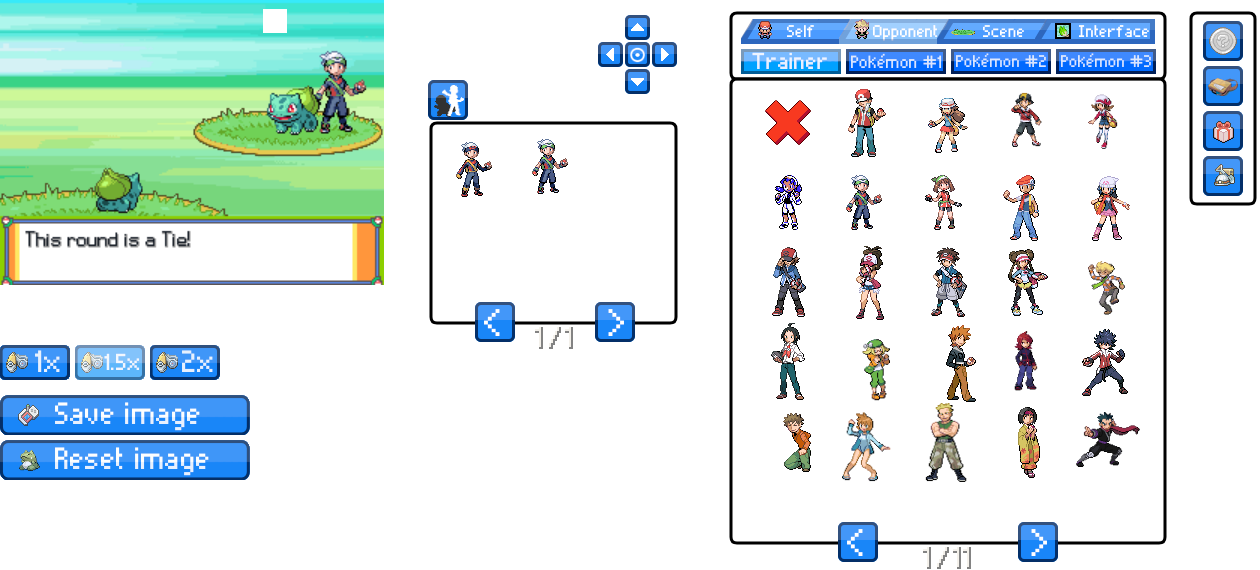 This round is a Tie!
1x
1.5x
2x
Save image
Reset image
1/1
Self
Opponent
Scene
Interface
Trainer
Pokémon #1
Pokémon #2
Pokémon #3
1/11